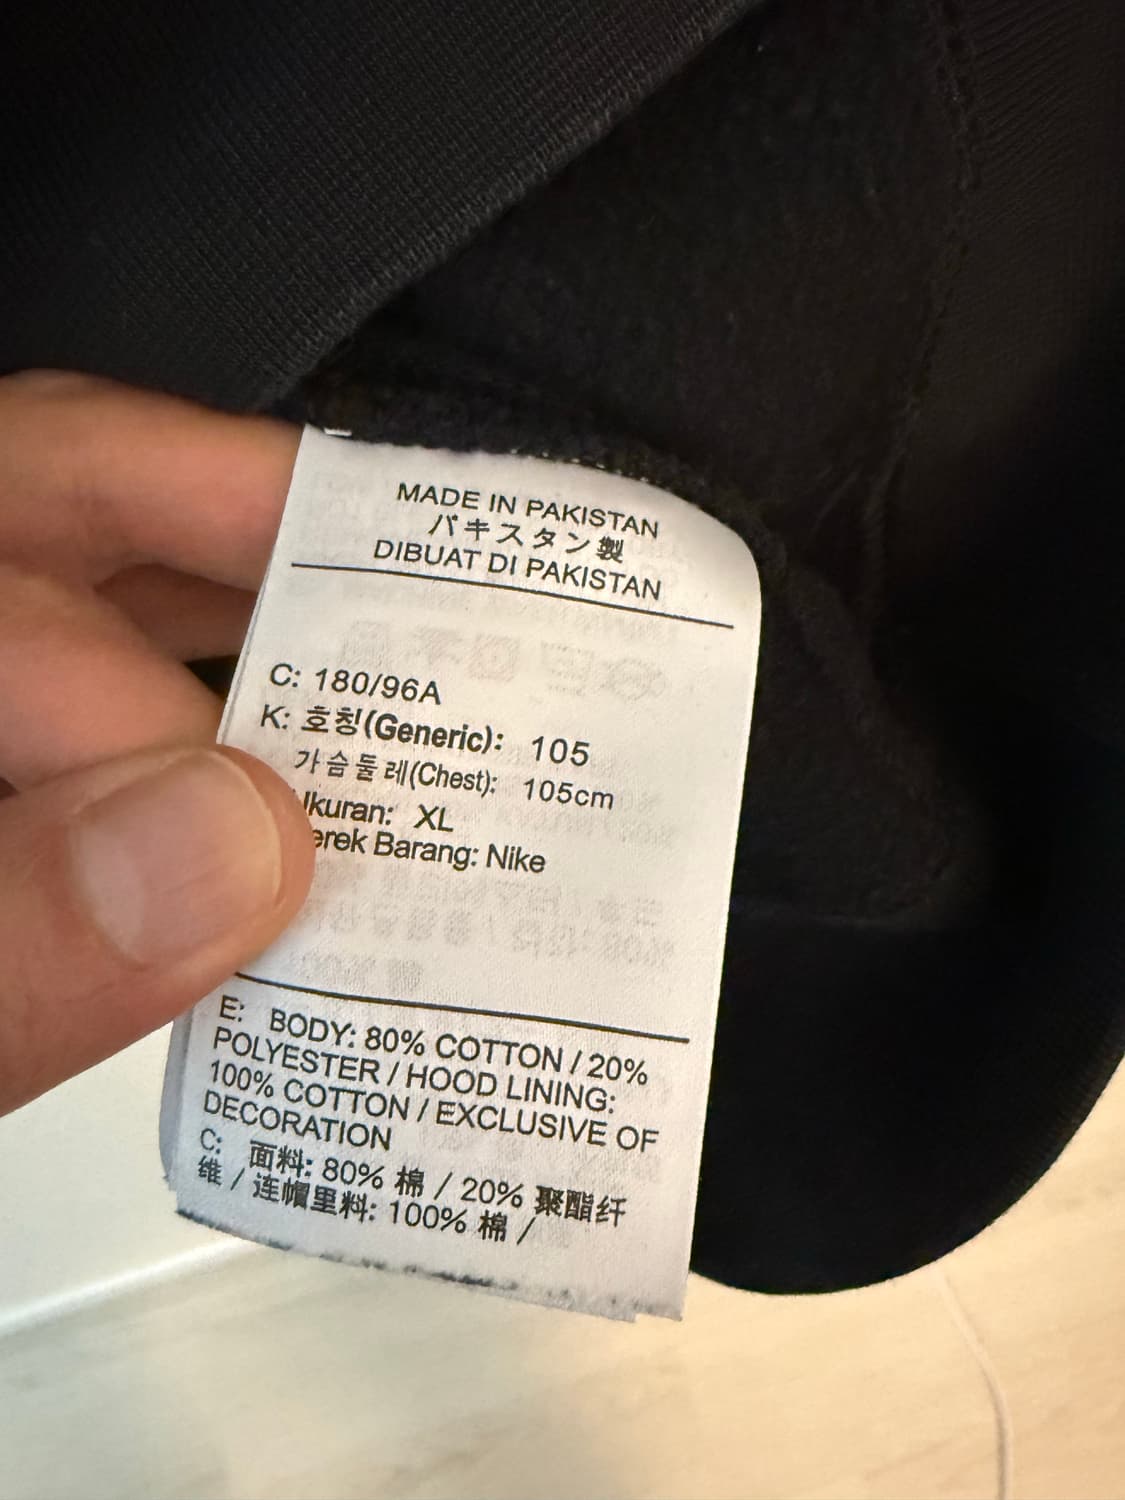 MADE IN PAKISTAN
パキスタン製
DIBUAT DI PAKISTAN
C: 180/96A
K: 호칭(Generic): 105
가슴둘레(Chest): 105cm
kuran: XL
erek Barang: Nike
E: BODY: 80% COTTON / 20%
POLYESTER / HOOD LINING:
100% COTTON / EXCLUSIVE OF
DECORATION
C: 面料: 80% 棉 / 20% 聚酯纤
维 / 连帽里料: 100% 棉 /